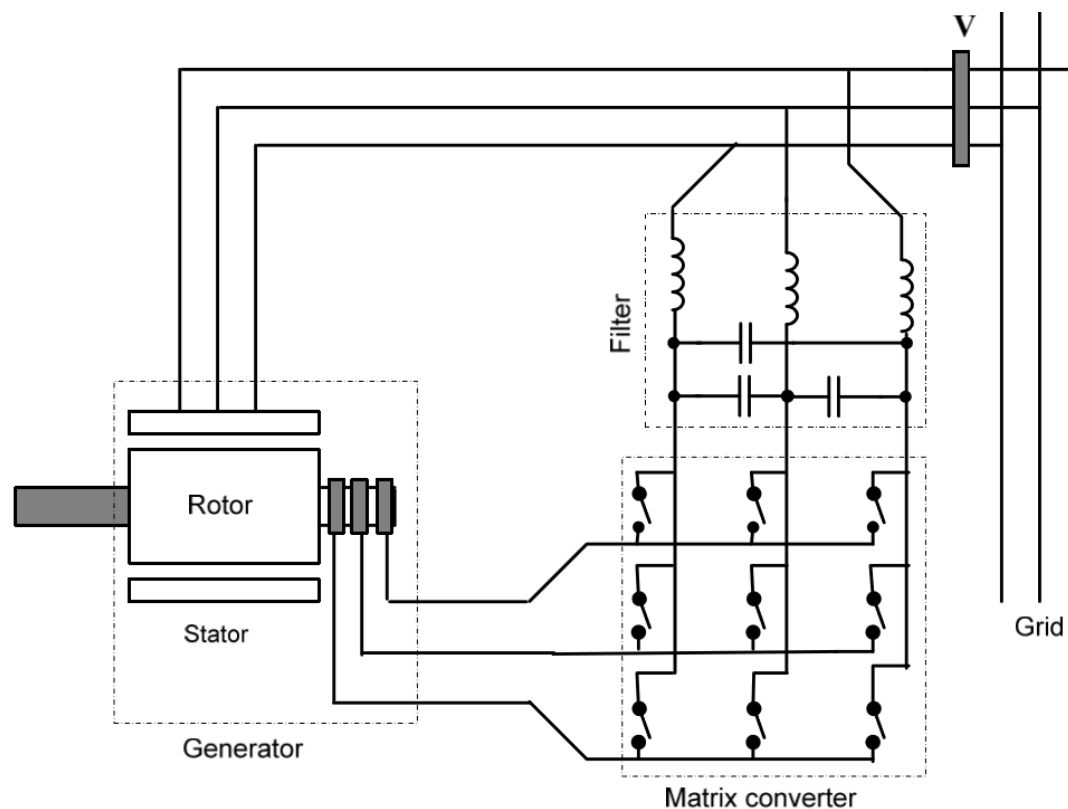 V
Filter
Rotor
Stator
Grid
Generator
Matrix converter